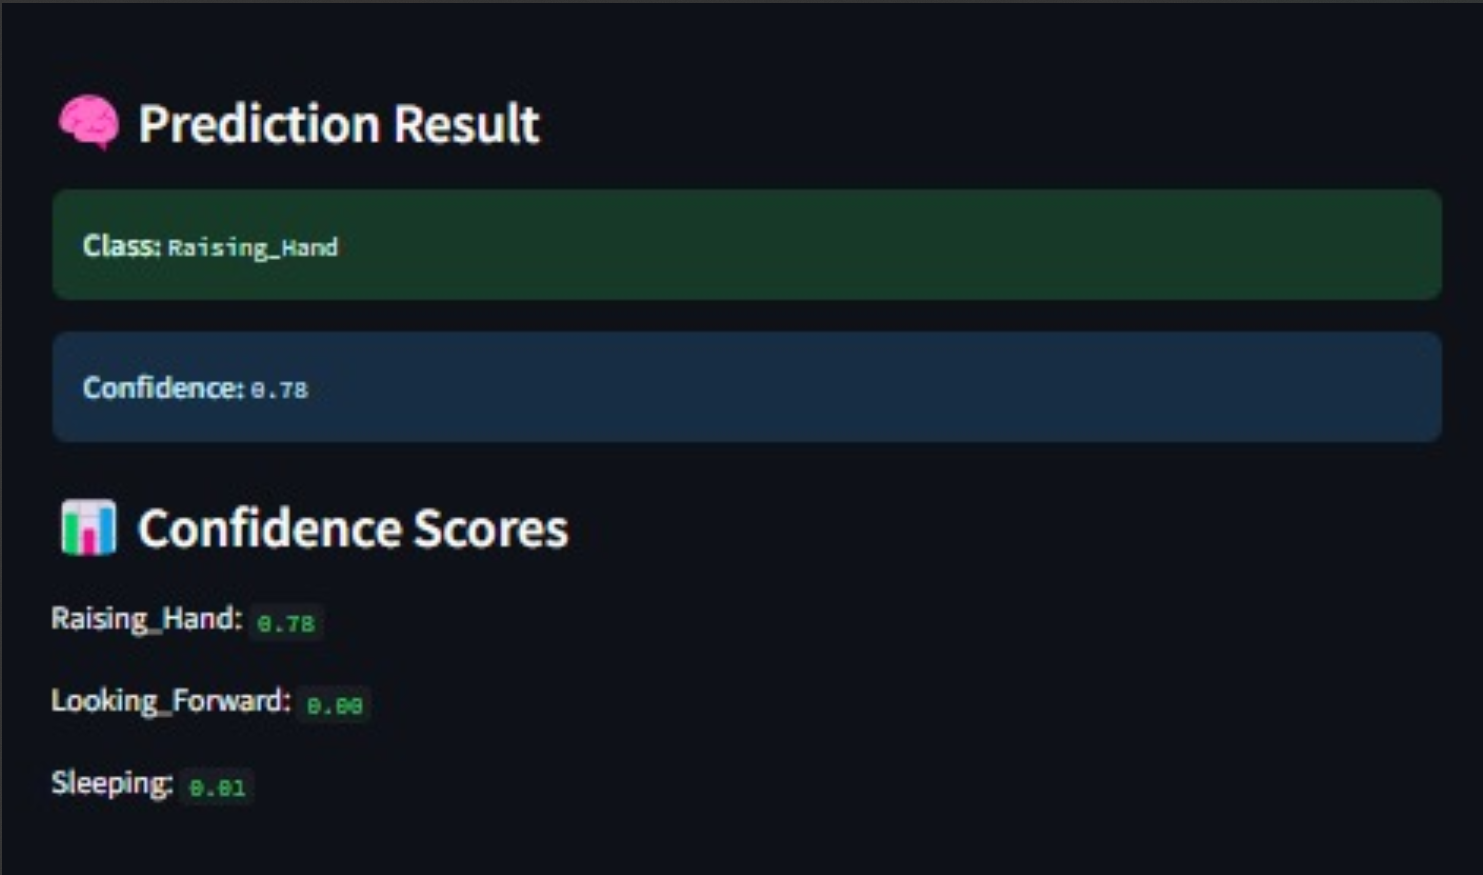 Prediction Result
Class: Raising_Hand
Confidence: 0.78
Confidence Scores
Raising_Hand: 0.78
Looking_Forward: 0.00
Sleeping: 0.01